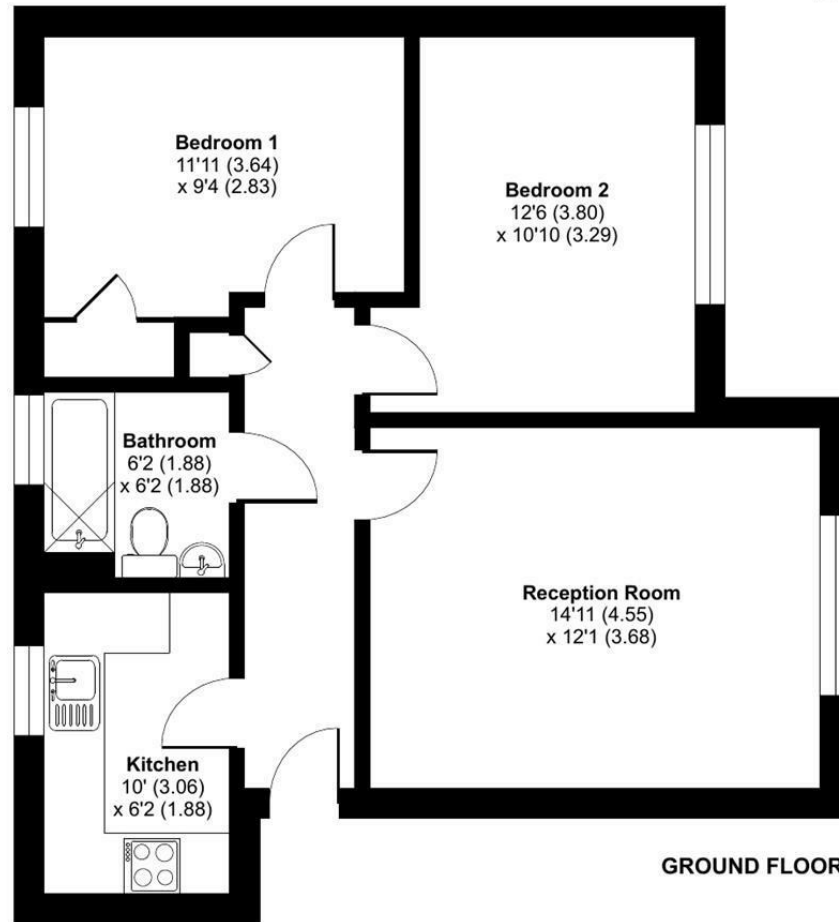 Bedroom 1
11'11 (3.64)
x 9'4 (2.83)
Bedroom 2
12'6 (3.80)
x 10'10 (3.29)
Bathroom
6'2 (1.88)
x 6'2 (1.88)
Reception Room
14'11 (4.55)
x 12'1 (3.68)
Kitchen
10' (3.06)
x 6'2 (1.88)
GROUND FLOOR